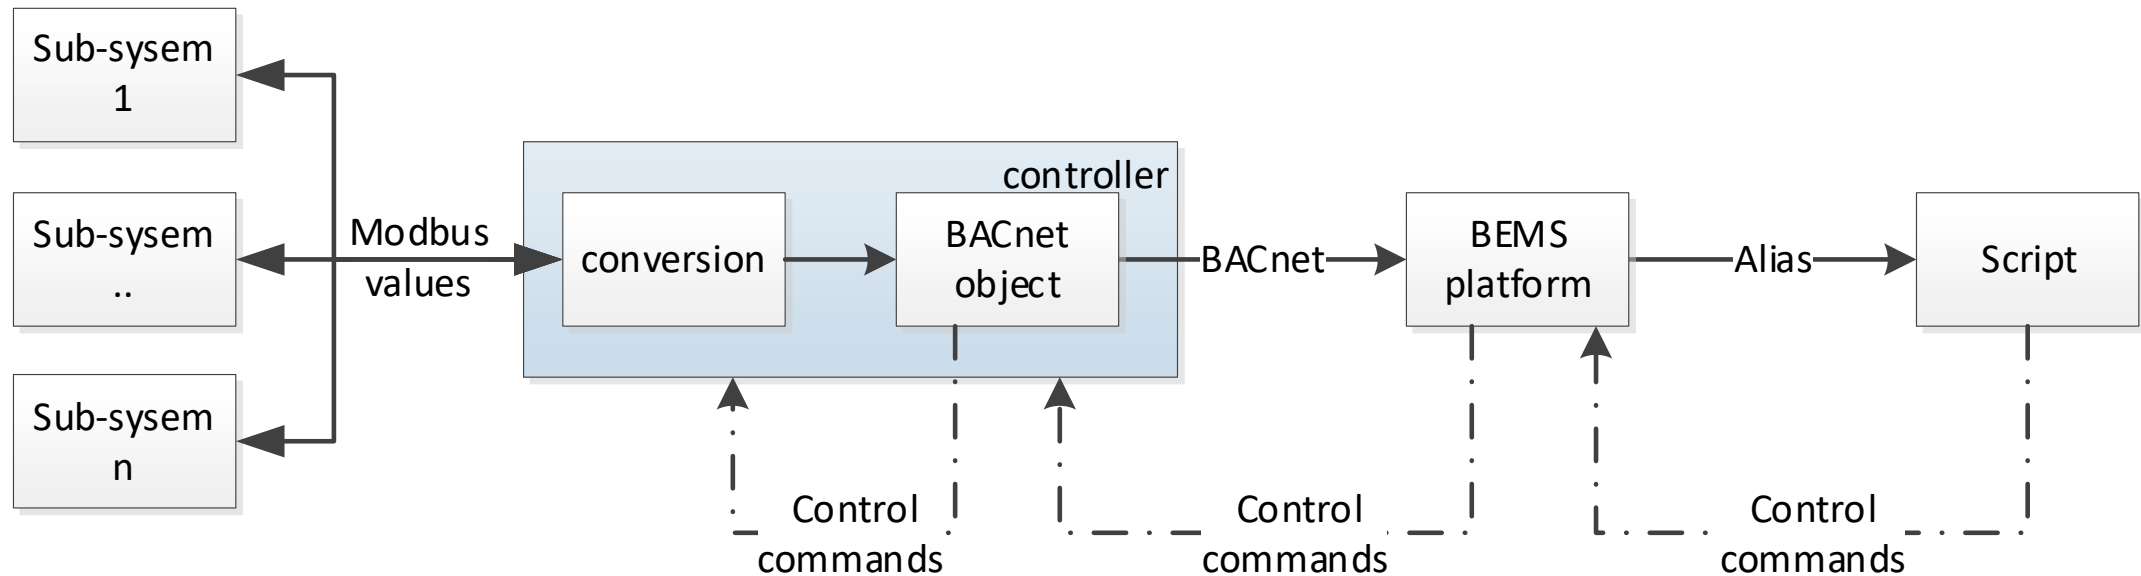 Sub-sysem
1
Sub-sysem
..
Sub-sysem
n
Modbus
values
controller
conversion
BACnet
object
BACnet
BEMS
platform
Alias
Script
Control
commands
Control
commands
Control
commands